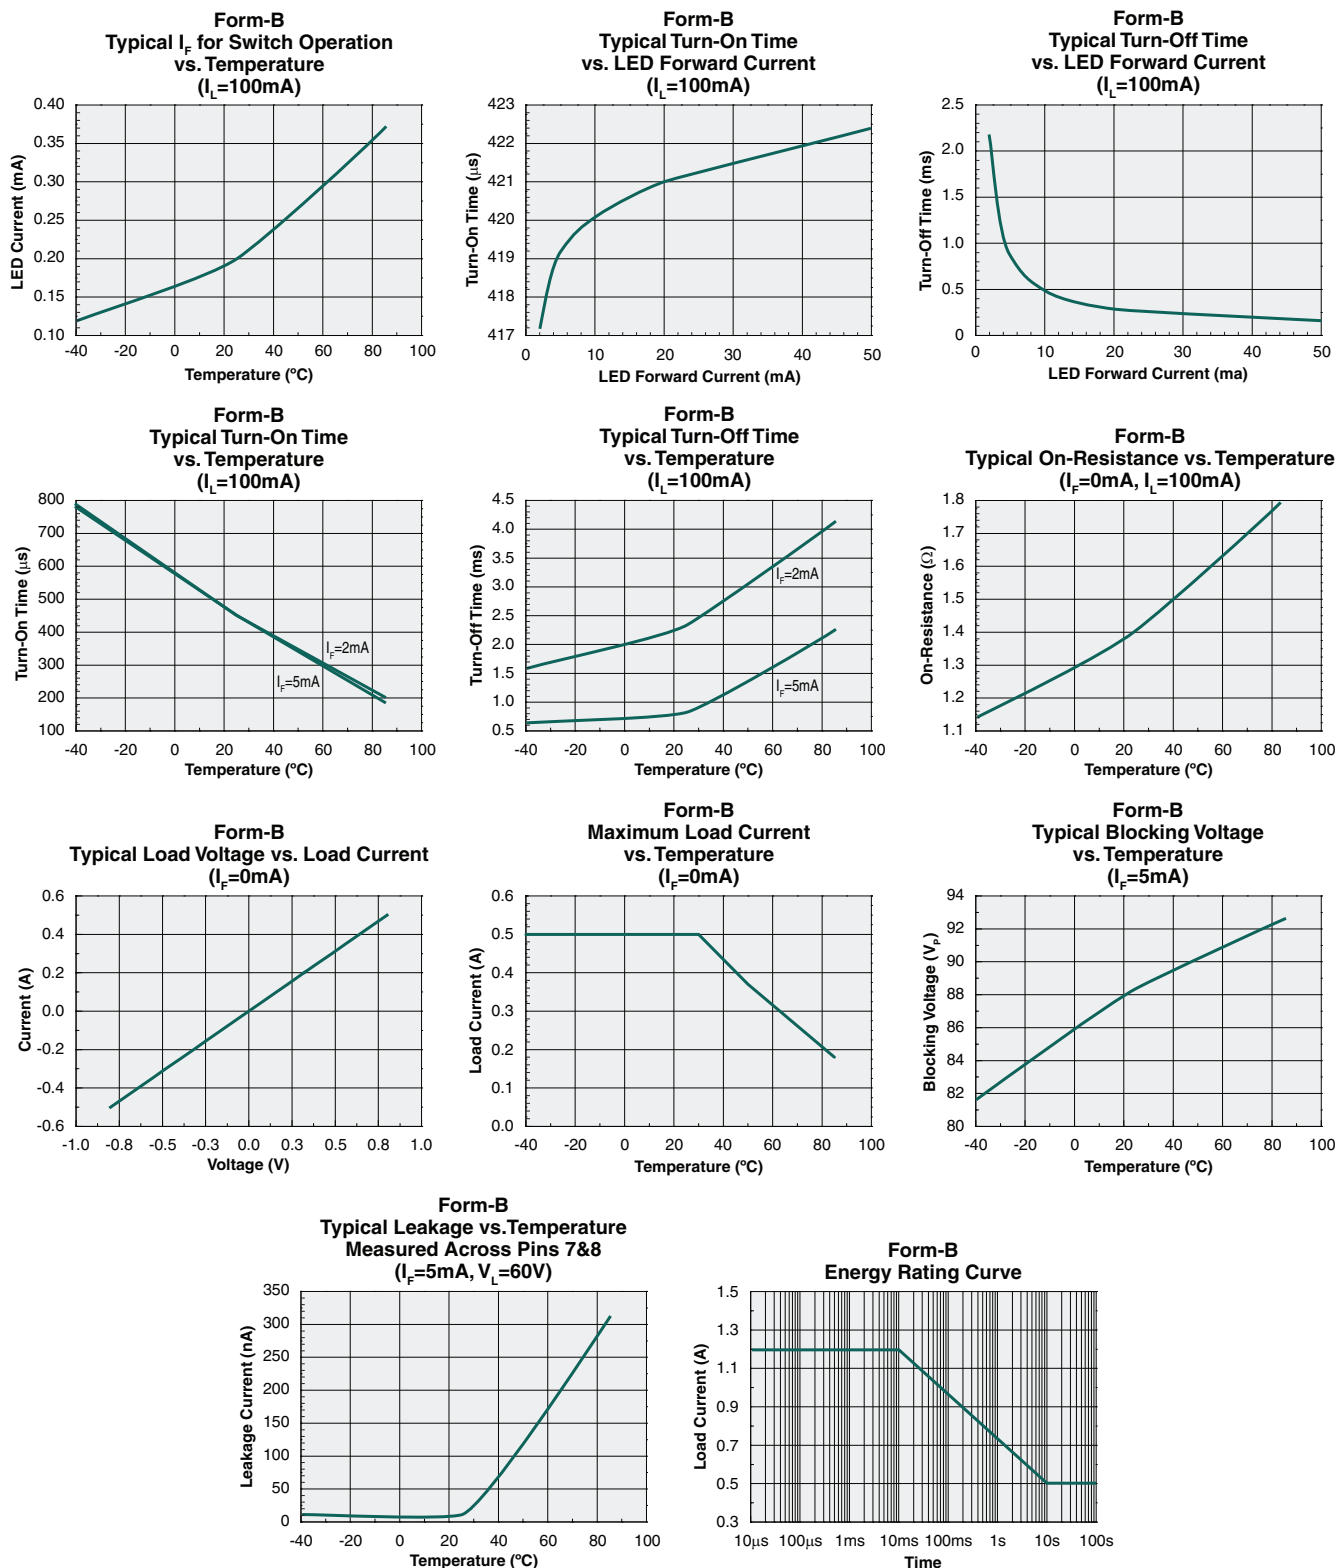 Form-B
Typical IF for Switch Operation
vs. Temperature
(IL=100mA)
LED Current (mA)
0.40
0.35
0.30
0.25
0.20
0.15
0.10
-40 -20 0 20 40 60 80 100
Temperature (ºC)
Form-B
Typical Turn-On Time
vs. LED Forward Current
(IL=100mA)
Turn-On Time (µs)
423
422
421
420
419
418
417
0 10 20 30 40 50
LED Forward Current (mA)
Form-B
Typical Turn-Off Time
vs. LED Forward Current
(IL=100mA)
Turn-Off Time (ms)
2.5
2.0
1.5
1.0
0.5
0
0 10 20 30 40 50
LED Forward Current (ma)
Form-B
Typical Turn-On Time
vs. Temperature
(IL=100mA)
Turn-On Time (µs)
800
700
600
500
400
300
200
100
IF=2mA
IF=5mA
-40 -20 0 20 40 60 80 100
Temperature (ºC)
Form-B
Typical Turn-Off Time
vs. Temperature
(IL=100mA)
Turn-Off Time (ms)
4.5
4.0
3.5
3.0
2.5
2.0
1.5
1.0
0.5
IF=2mA
IF=5mA
-40 -20 0 20 40 60 80 100
Temperature (ºC)
Form-B
Typical On-Resistance vs. Temperature
(IF=0mA, IL=100mA)
On-Resistance (Ω)
1.8
1.7
1.6
1.5
1.4
1.3
1.2
1.1
-40 -20 0 20 40 60 80 100
Temperature (ºC)
Form-B
Typical Load Voltage vs. Load Current
(IF=0mA)
Current (A)
0.6
0.4
0.2
0.0
-0.2
-0.4
-0.6
-1.0 -0.8 -0.5 -0.3 0.0 0.3 0.5 0.8 1.0
Voltage (V)
Form-B
Maximum Load Current
vs. Temperature
(IF=0mA)
Load Current (A)
0.6
0.5
0.4
0.3
0.2
0.1
0.0
-40 -20 0 20 40 60 80 100
Temperature (ºC)
Form-B
Typical Blocking Voltage
vs. Temperature
(IF=5mA)
Blocking Voltage (VP)
94
92
90
88
86
84
82
80
-40 -20 0 20 40 60 80 100
Temperature (ºC)
Form-B
Typical Leakage vs.Temperature
Measured Across Pins 7&8
(IF=5mA, VL=60V)
Leakage Current (nA)
350
300
250
200
150
100
50
0
-40 -20 0 20 40 60 80 100
Temperature (ºC)
Form-B
Energy Rating Curve
Load Current (A)
1.5
1.3
1.1
0.9
0.7
0.5
0.3
10µs 100µs 1ms 10ms 100ms 1s 10s 100s
Time